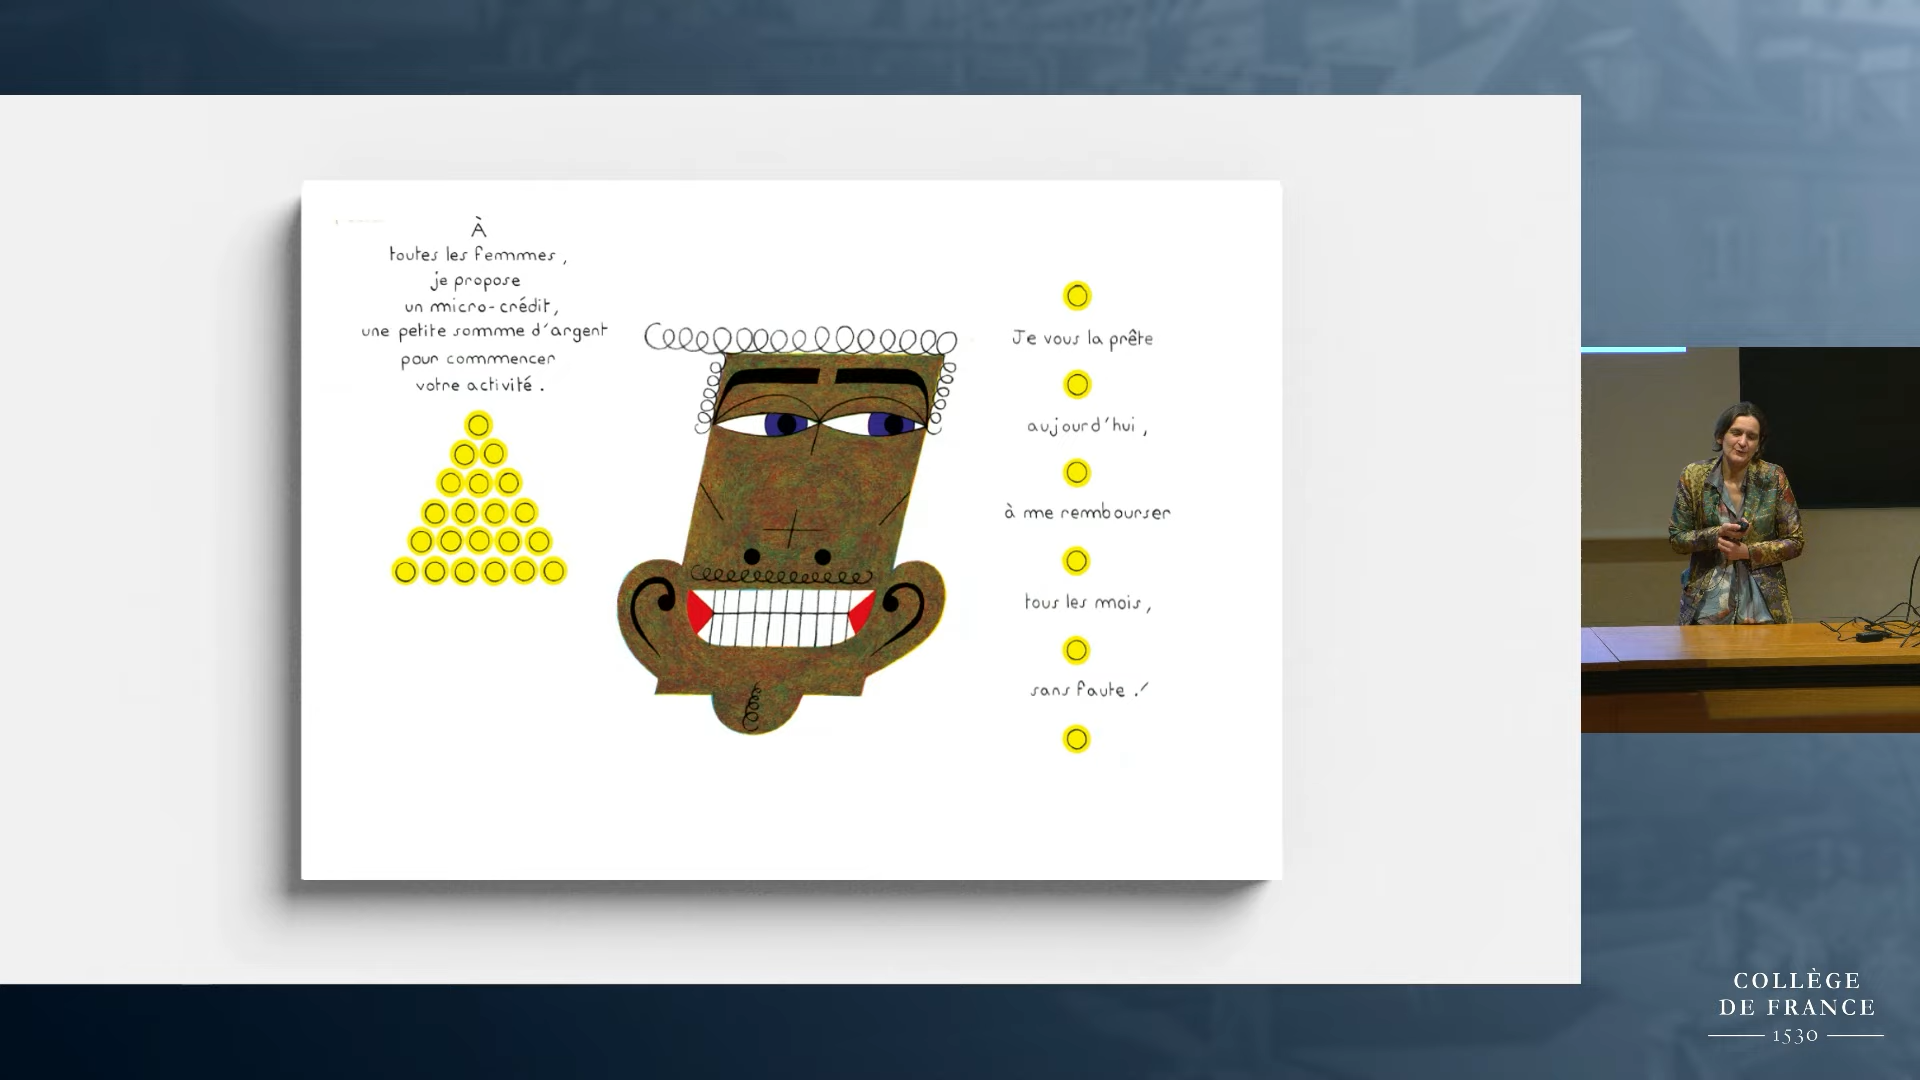 À
toutes les femmes,
je propose
un micro-crédit,
une petite somme d'argent
pour commencer
votre activité.
Je vous la prête
aujourd'hui,
à me rembourser
tous les mois,
sans faute !
COLLÈGE
DE FRANCE
1530